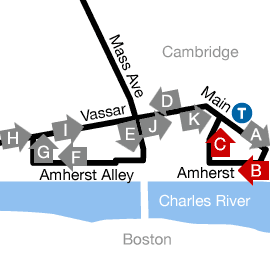 Mass Ave
Cambridge
Main
T
Vassar
D
K
A
H
I
E
J
C
G
F
B
Amherst Alley
Amherst
Charles River
Boston